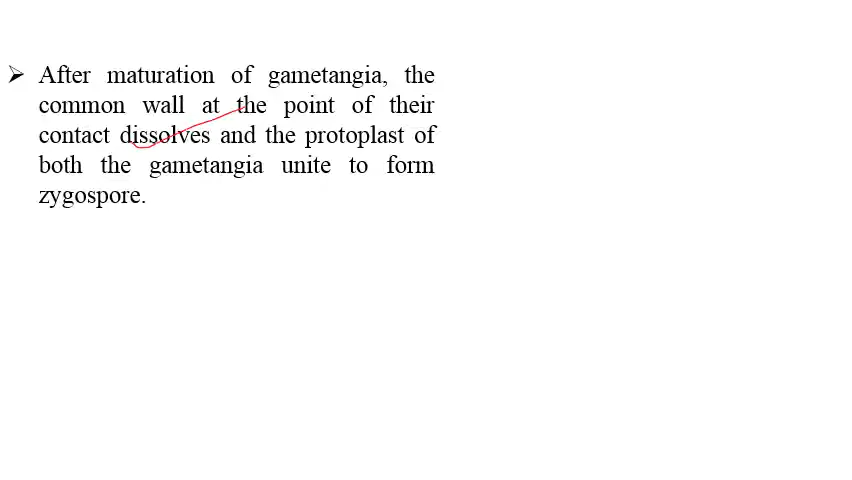 ➢ After maturation of gametangia, the
common wall at the point of their
contact dissolves and the protoplast of
both the gametangia unite to form
zygospore.